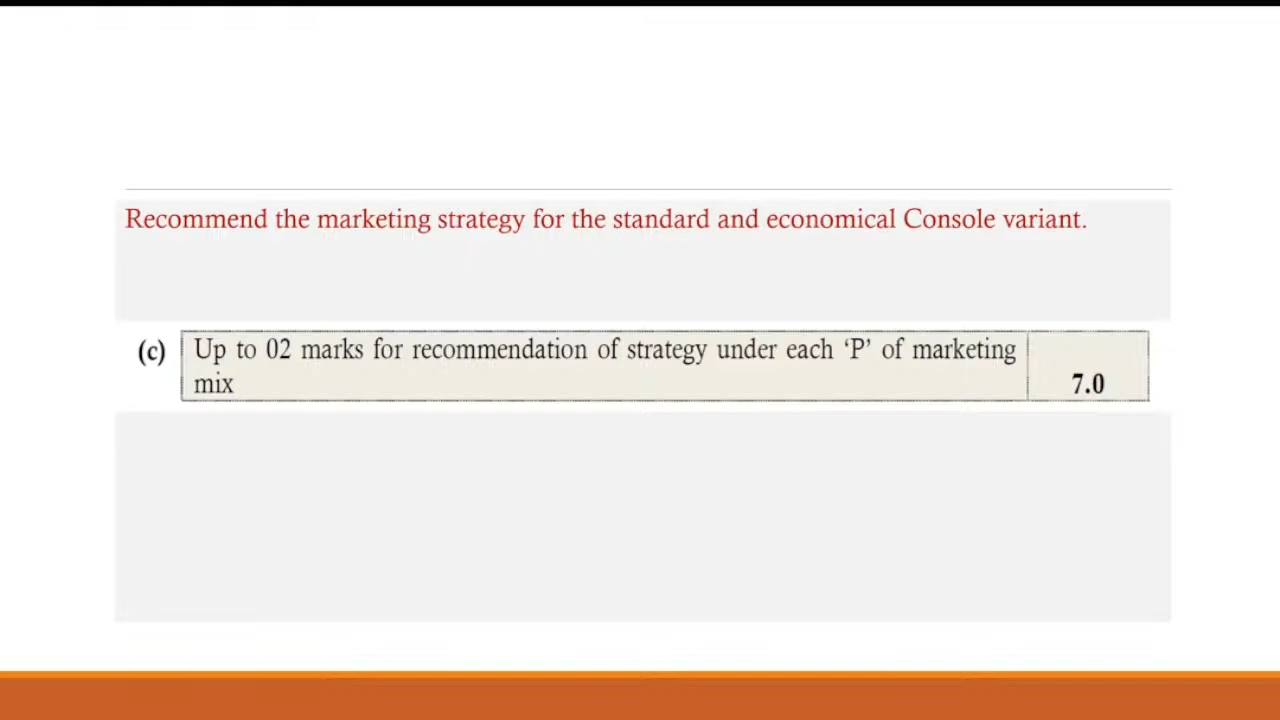 Recommend the marketing strategy for the standard and economical Console variant.
(c) Up to 02 marks for recommendation of strategy under each ‘P’ of marketing
mix 7.0